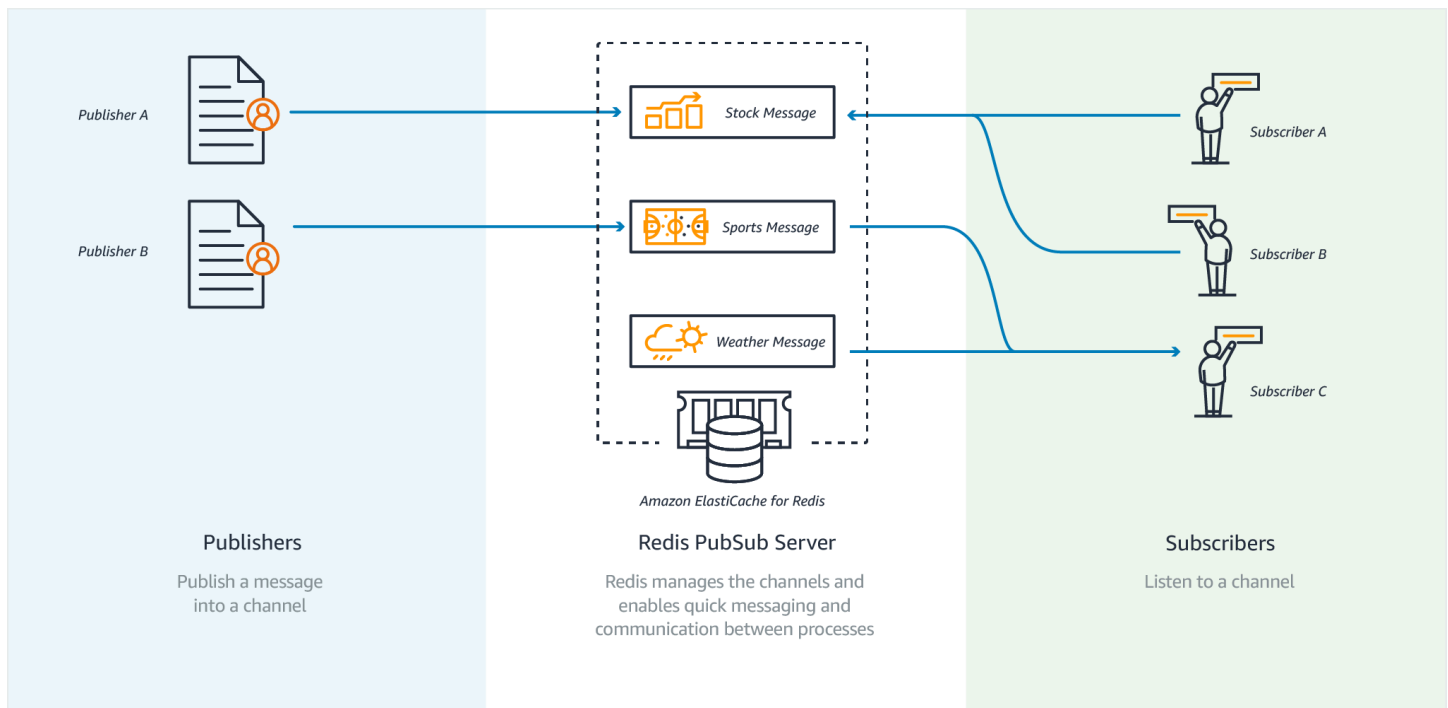 Publisher A
Stock Message
Subscriber A
Publisher B
Sports Message
Subscriber B
Weather Message
Subscriber C
Amazon ElastiCache for Redis
Publishers
Publish a message
into a channel
Redis PubSub Server
Redis manages the channels and
enables quick messaging and
communication between processes
Subscribers
Listen to a channel